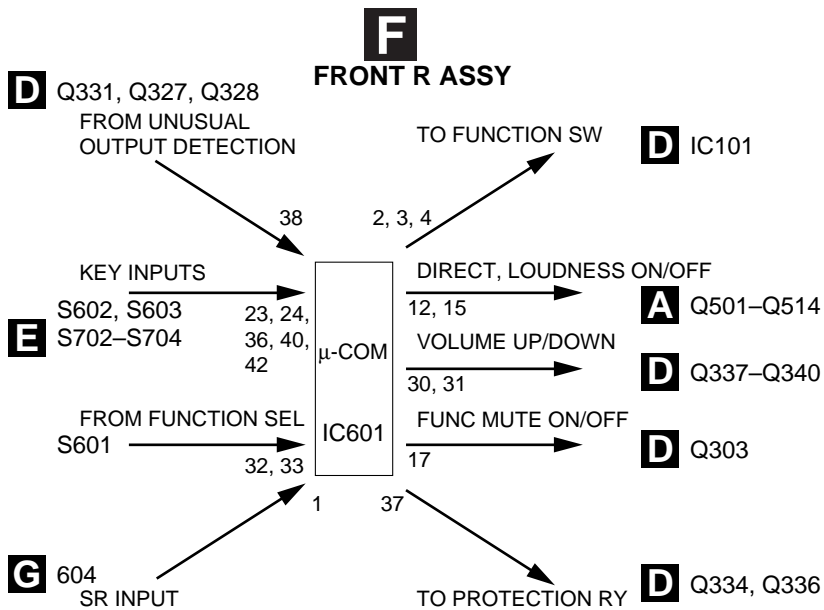 F
FRONT R ASSY
D Q331, Q327, Q328
FROM UNUSUAL
OUTPUT DETECTION
38
TO FUNCTION SW
D IC101
2, 3, 4
KEY INPUTS
S602, S603
E S702–S704
23, 24,
36, 40,
42
μ-COM
IC601
DIRECT, LOUDNESS ON/OFF
12, 15
A Q501–Q514
VOLUME UP/DOWN
30, 31
D Q337–Q340
FROM FUNCTION SEL
S601
32, 33
FUNC MUTE ON/OFF
17
D Q303
1
37
G 604
SR INPUT
TO PROTECTION RY
D Q334, Q336